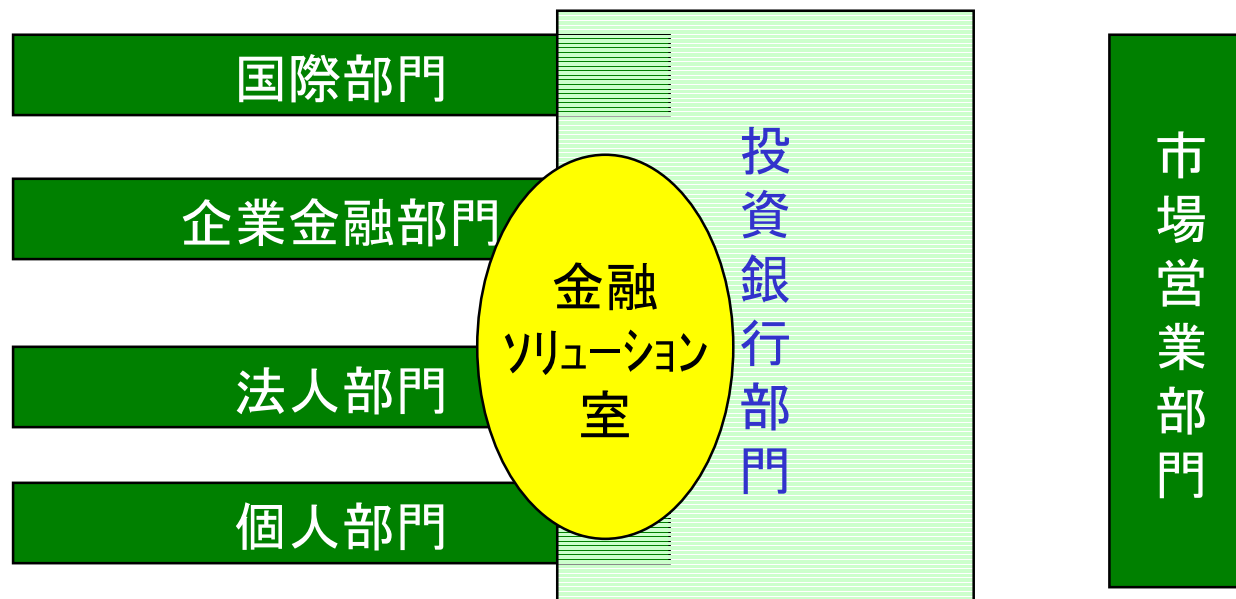 国際部門
企業金融部門
法人部門
個人部門
金融
ソリューション
室
投資銀行部門
市場営業部門